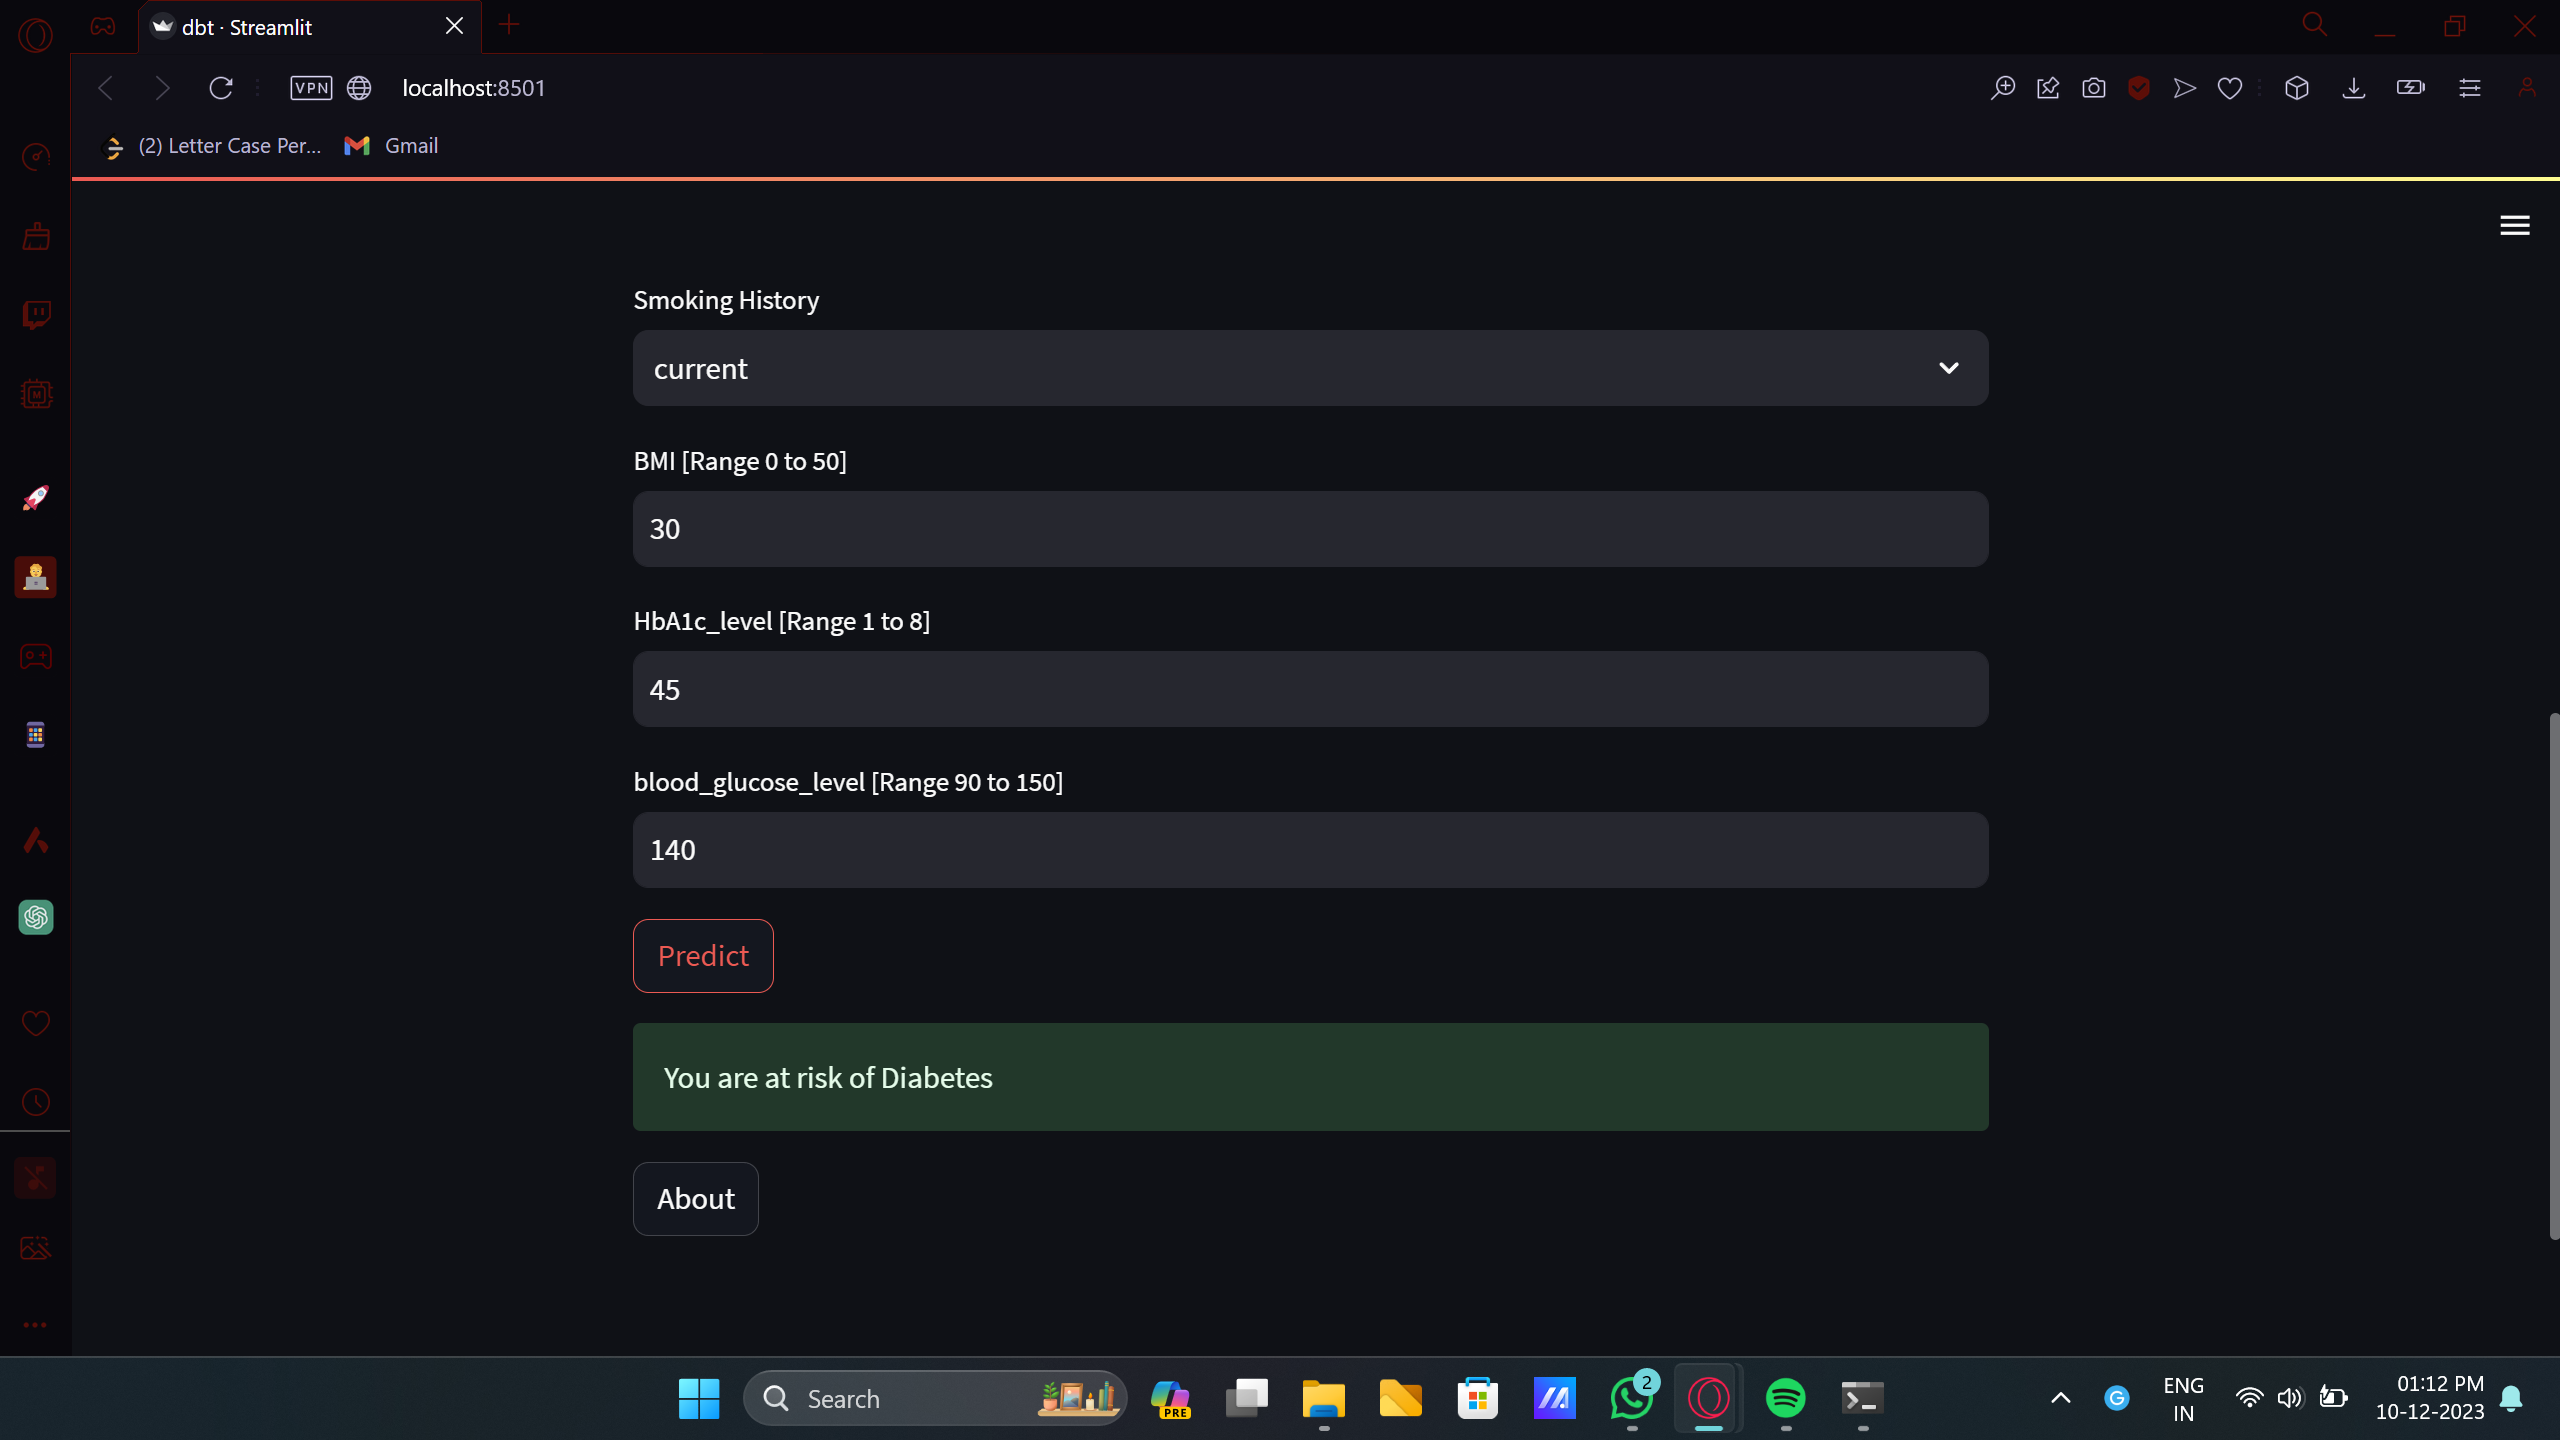 dbt · Streamlit
VPN
localhost:8501
(2) Letter Case Per...
Gmail
Smoking History
current
BMI [Range 0 to 50]
30
HbA1c_level [Range 1 to 8]
45
blood_glucose_level [Range 90 to 150]
140
Predict
You are at risk of Diabetes
About
Search
PRE
2
G
ENG
IN
01:12 PM
10-12-2023